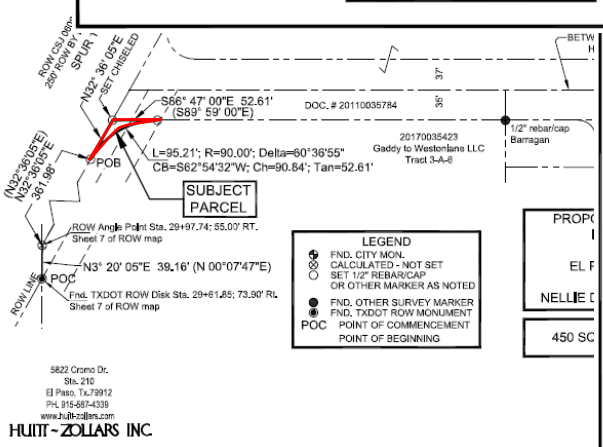 ROW CSJ 0600
250' ROW BY
SPUR 1
N32° 36' 05"E
SET CHISELED
BETW
H
37'
35'
S66° 47' 00"E 52.61'
(S89° 59' 00"E)
DOC. # 20110035784
1/2" rebar/cap
Barragan
20170035423
Gaddy to Westonlane LLC
Tract 3-A-6
(N32°36'05"E)
N32°36'05"E
361.98'
POB
L=95.21'; R=90.00'; Delta=60°36'55"
CB=S62°54'32"W; Ch=90.84'; Tan=52.61'
SUBJECT
PARCEL
ROW Angle Point Sta. 29+97.74; 55.00' RT.
Sheet 7 of ROW map
N3° 20' 05"E 39.16' (N 00°07'47"E)
POC
ROW LINE
Fnd. TXDOT ROW Disk Sta. 29+61.85; 73.90' Rt.
Sheet 7 of ROW map
LEGEND
FND. CITY MON.
CALCULATED - NOT SET
SET 1/2" REBAR/CAP
OR OTHER MARKER AS NOTED
FND. OTHER SURVEY MARKER
FND. TXDOT ROW MONUMENT
POC POINT OF COMMENCEMENT
POINT OF BEGINNING
PROPO
EL P
NELLIE D
450 SQ
5822 Cromo Dr.
Ste. 210
El Paso, Tx.79912
PH. 915-587-4339
www.huitt-zollars.com
HUITT~ZOLLARS INC.